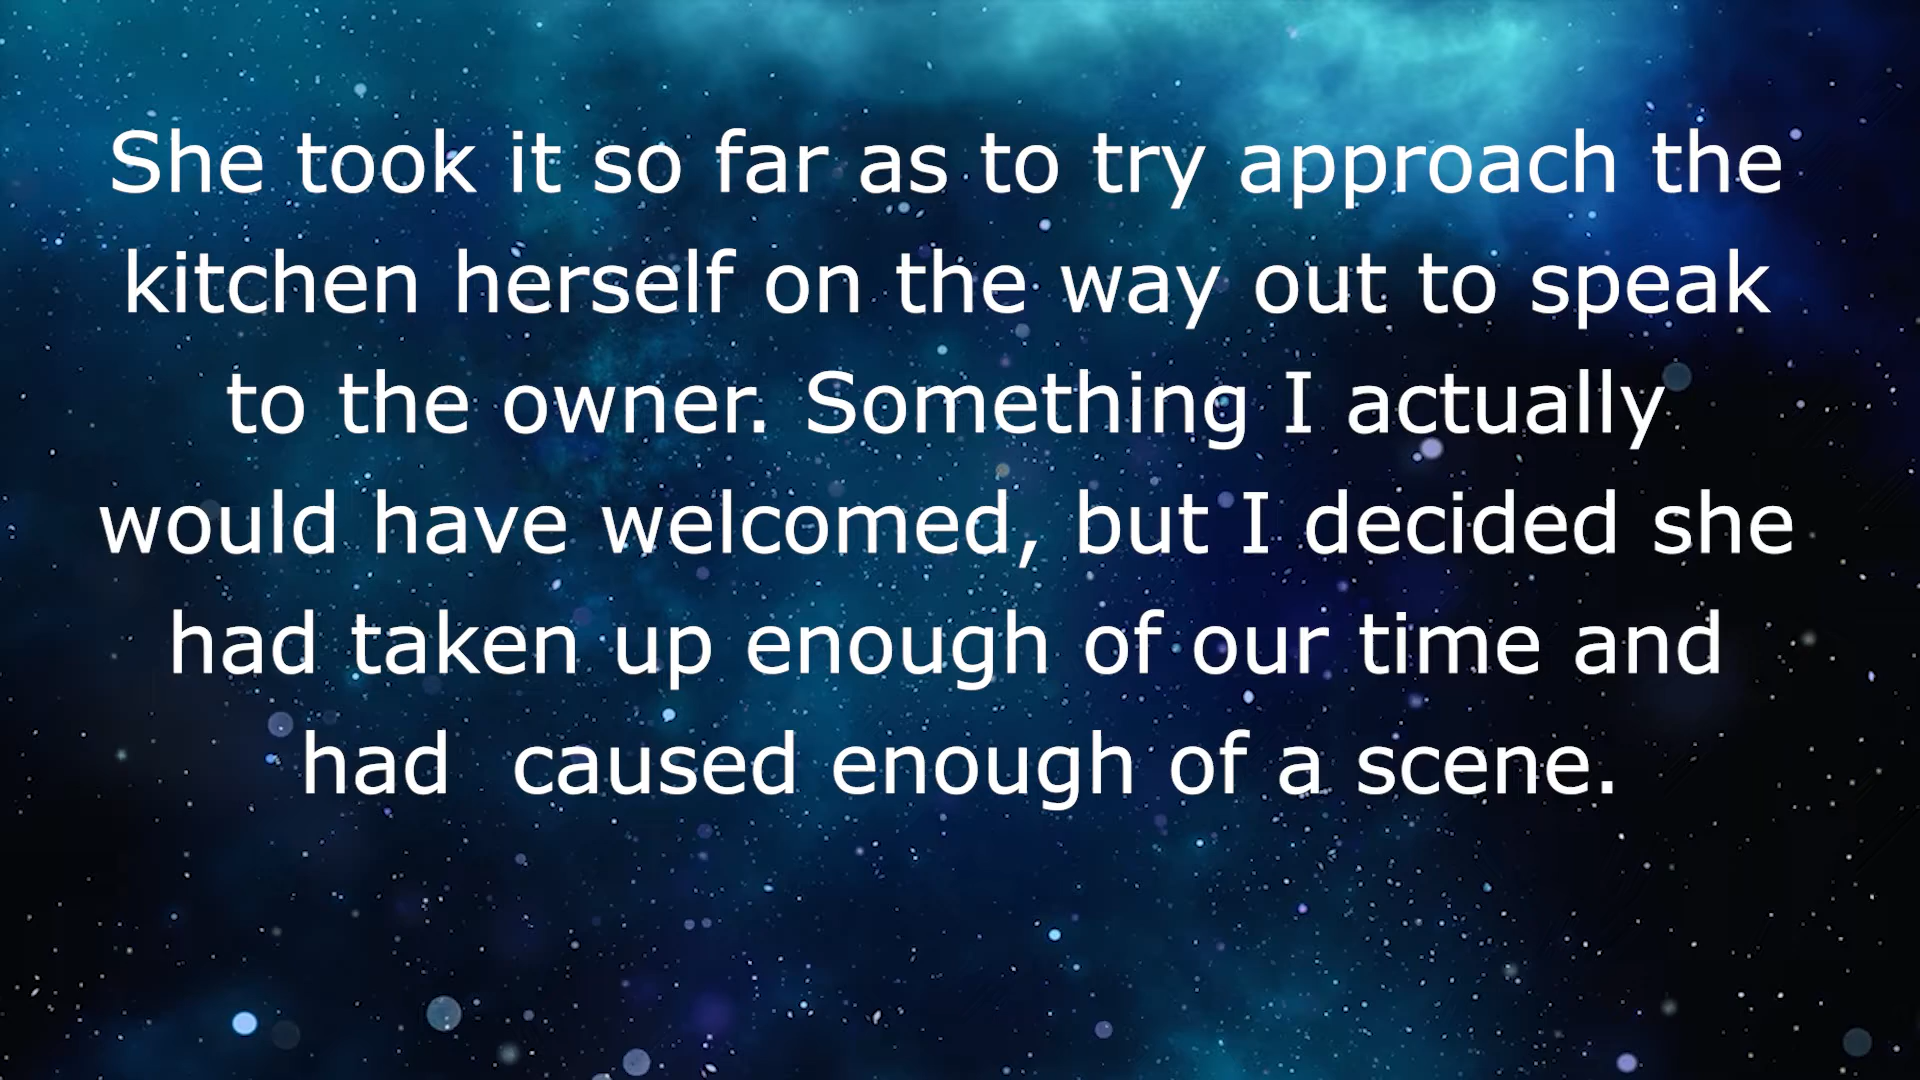 She took it so far as to try approach the
kitchen herself on the way out to speak
to the owner. Something I actually
would have welcomed, but I decided she
had taken up enough of our time and
had  caused enough of a scene.